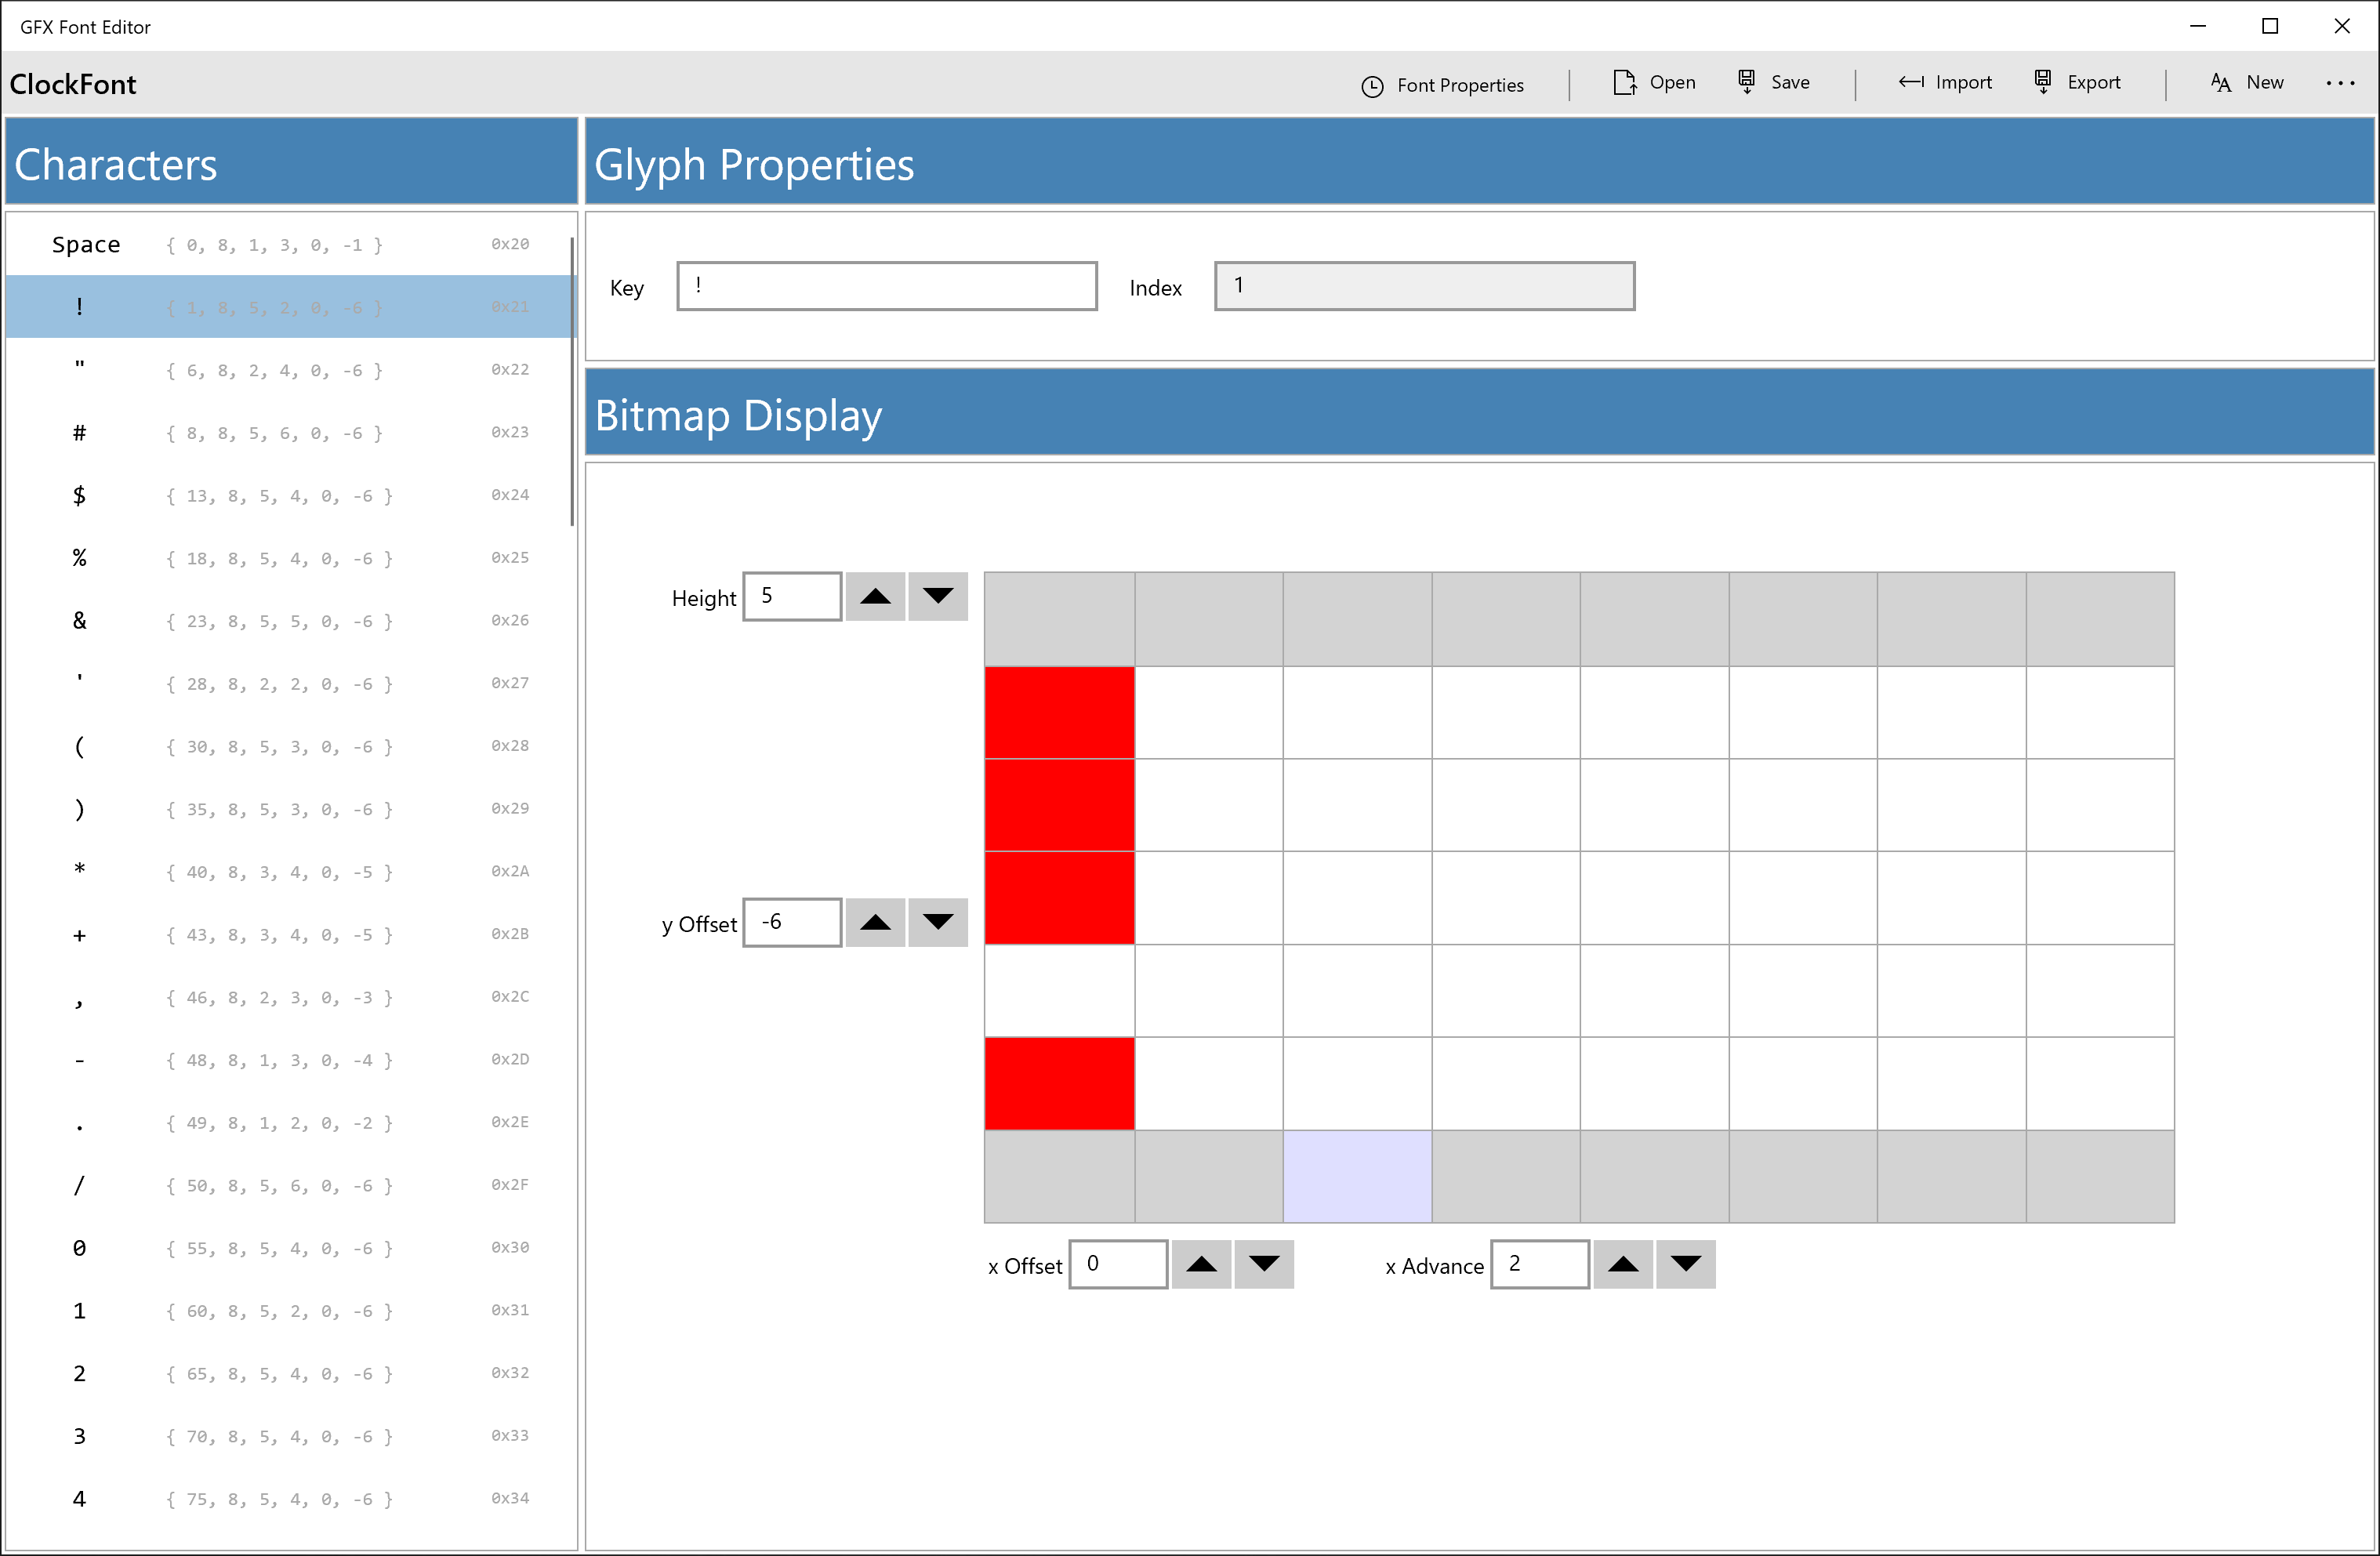 GFX Font Editor
ClockFont
Font Properties Open Save Import Export New ...
Characters
Space { 0, 8, 1, 3, 0, -1 } 0x20
! { 1, 8, 5, 2, 0, -6 } 0x21
" { 6, 8, 2, 4, 0, -6 } 0x22
# { 8, 8, 5, 6, 0, -6 } 0x23
$ { 13, 8, 5, 4, 0, -6 } 0x24
% { 18, 8, 5, 4, 0, -6 } 0x25
& { 23, 8, 5, 5, 0, -6 } 0x26
' { 28, 8, 2, 2, 0, -6 } 0x27
( { 30, 8, 5, 3, 0, -6 } 0x28
) { 35, 8, 5, 3, 0, -6 } 0x29
* { 40, 8, 3, 4, 0, -5 } 0x2A
+ { 43, 8, 3, 4, 0, -5 } 0x2B
, { 46, 8, 2, 3, 0, -3 } 0x2C
- { 48, 8, 1, 3, 0, -4 } 0x2D
. { 49, 8, 1, 2, 0, -2 } 0x2E
/ { 50, 8, 5, 6, 0, -6 } 0x2F
0 { 55, 8, 5, 4, 0, -6 } 0x30
1 { 60, 8, 5, 2, 0, -6 } 0x31
2 { 65, 8, 5, 4, 0, -6 } 0x32
3 { 70, 8, 5, 4, 0, -6 } 0x33
4 { 75, 8, 5, 4, 0, -6 } 0x34
Glyph Properties
Key ! Index 1
Bitmap Display
Height 5
y Offset -6
x Offset 0 x Advance 2